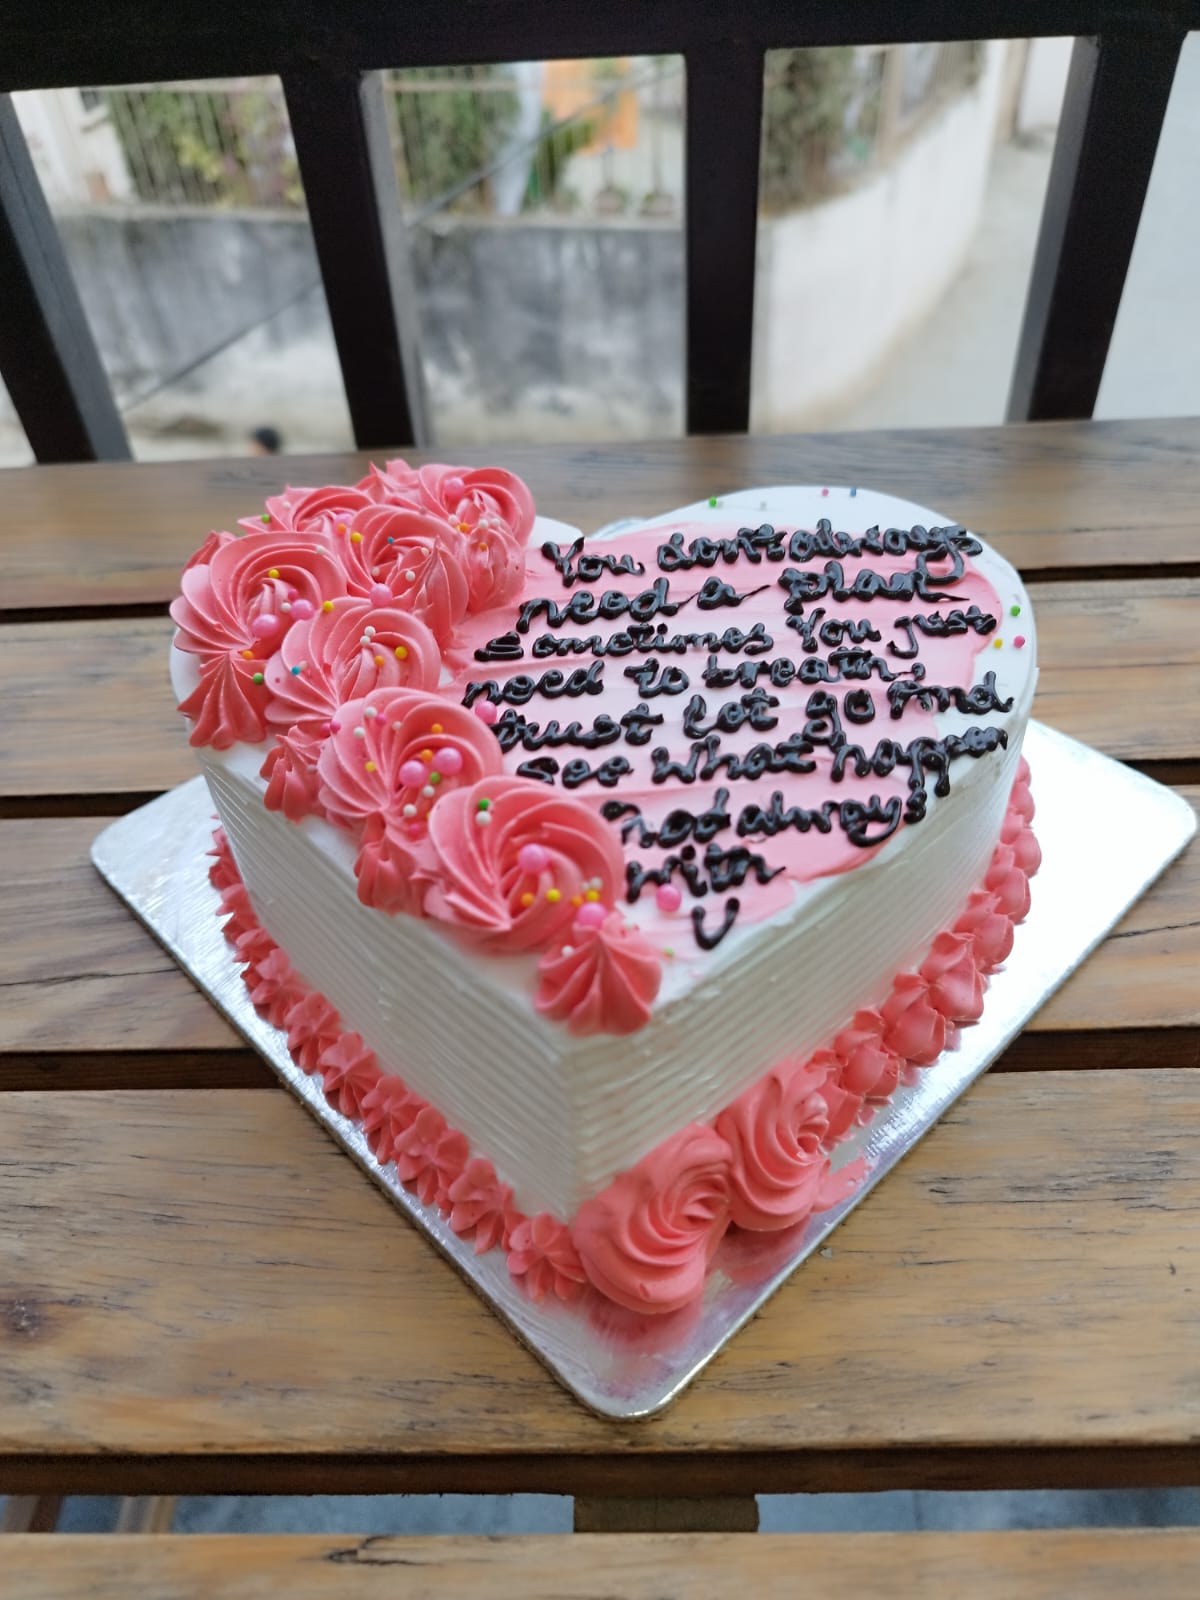 You don't always
need a plan
sometimes You just
need to breath,
trust let go And
see what happen
Not always
with
U